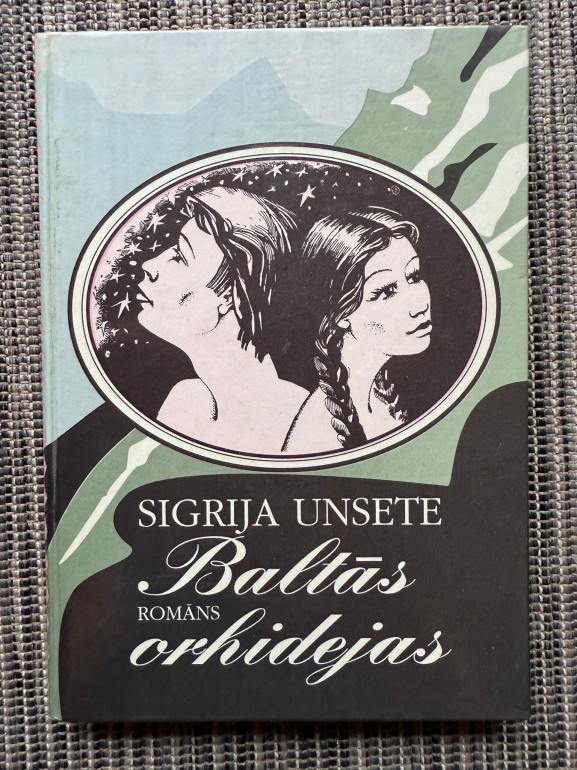 SIGRIJA UNSETE
Baltās
ROMĀNS
orhidejas